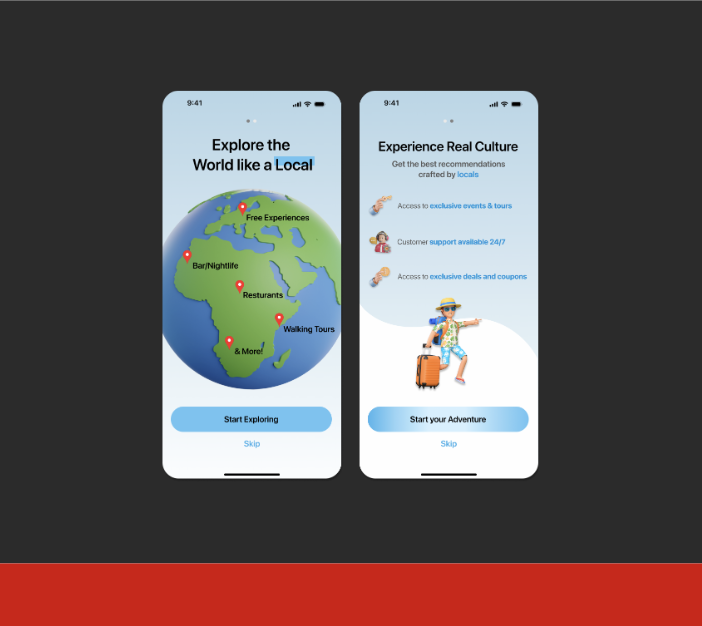 9:41
Explore the
World like a Local
Free Experiences
Bar/Nightlife
Resturants
Walking Tours
& More!
Start Exploring
Skip
9:41
Experience Real Culture
Get the best recommendations
crafted by locals
Access to exclusive events & tours
Customer support available 24/7
Access to exclusive deals and coupons
Start your Adventure
Skip